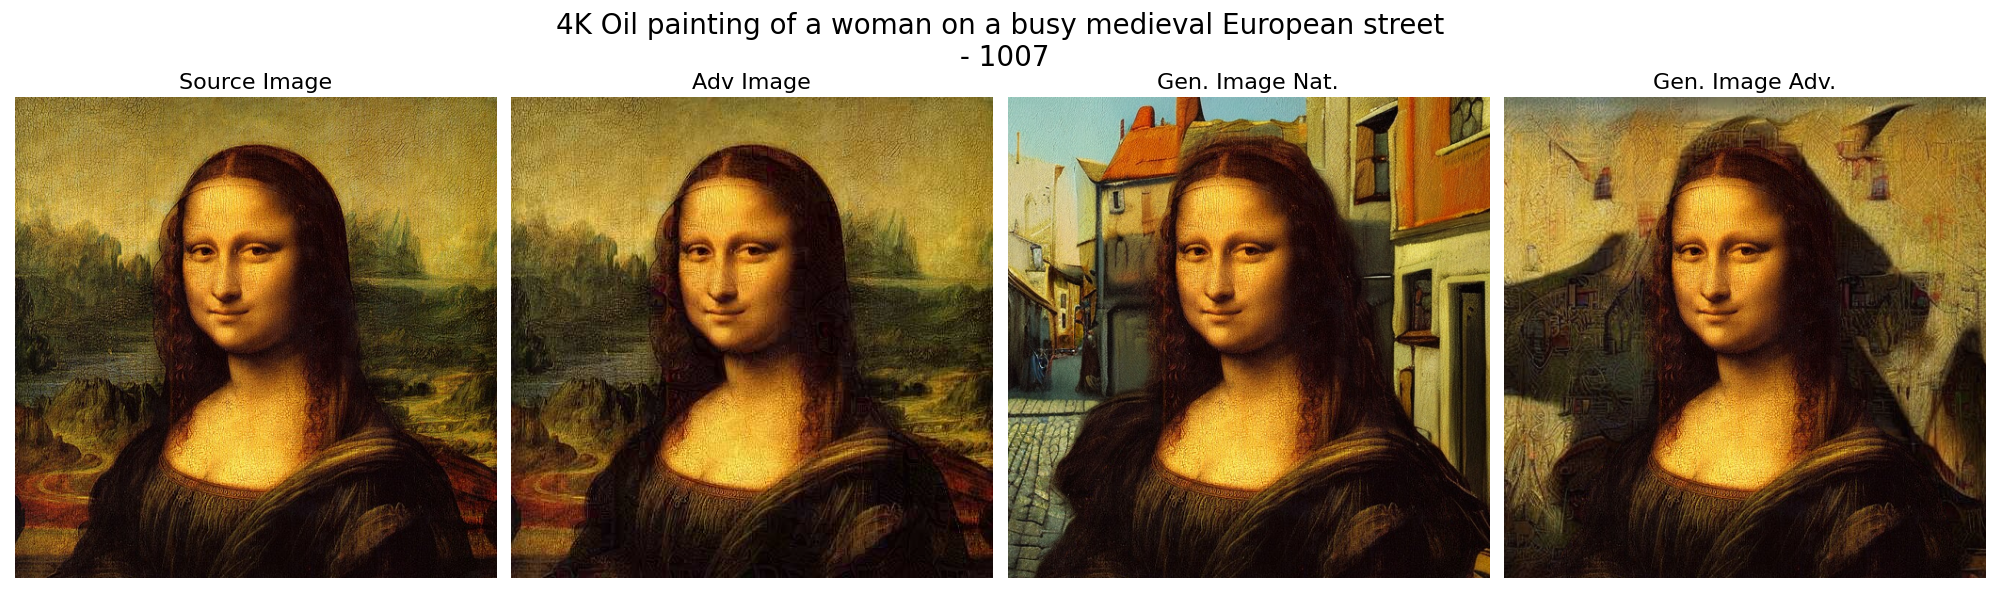 4K Oil painting of a woman on a busy medieval European street
- 1007
Source Image
Adv Image
Gen. Image Nat.
Gen. Image Adv.